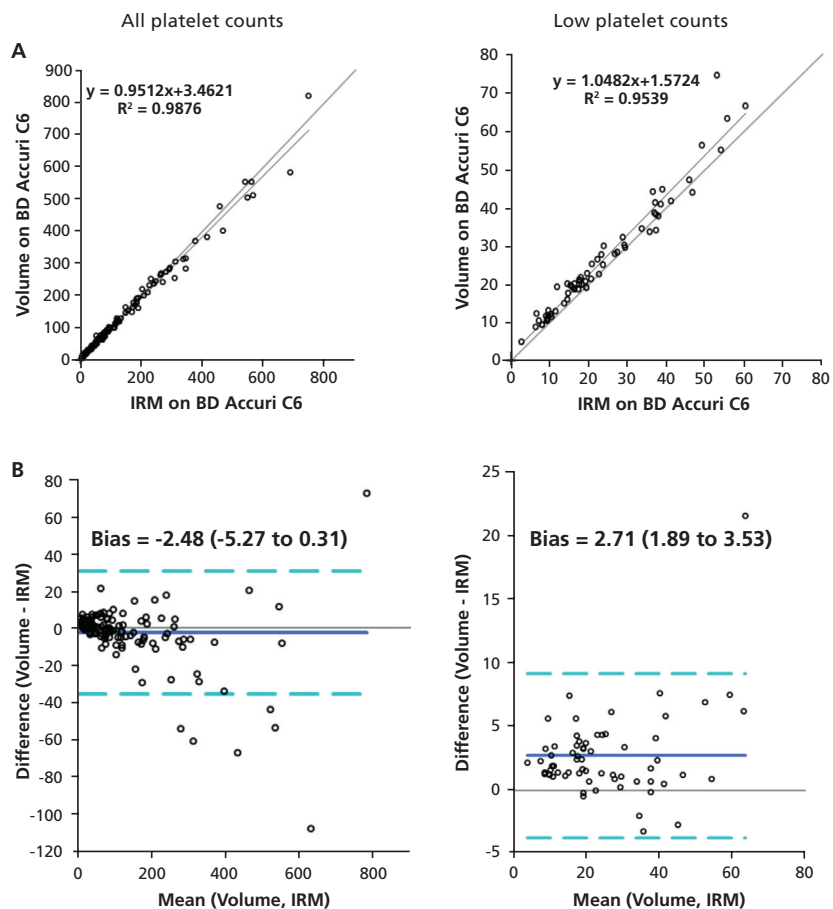 All platelet counts
Low platelet counts
A
y = 0.9512x+3.4621
R² = 0.9876
Volume on BD Accuri C6
900
800
700
600
500
400
300
200
100
0
0 200 400 600 800
IRM on BD Accuri C6
y = 1.0482x+1.5724
R² = 0.9539
Volume on BD Accuri C6
80
70
60
50
40
30
20
10
0
0 10 20 30 40 50 60 70 80
IRM on BD Accuri C6
B
Bias = -2.48 (-5.27 to 0.31)
Difference (Volume - IRM)
80
60
40
20
0
-20
-40
-60
-80
-100
-120
0 200 400 600 800
Mean (Volume, IRM)
Bias = 2.71 (1.89 to 3.53)
Difference (Volume - IRM)
25
20
15
10
5
0
-5
0 20 40 60 80
Mean (Volume, IRM)